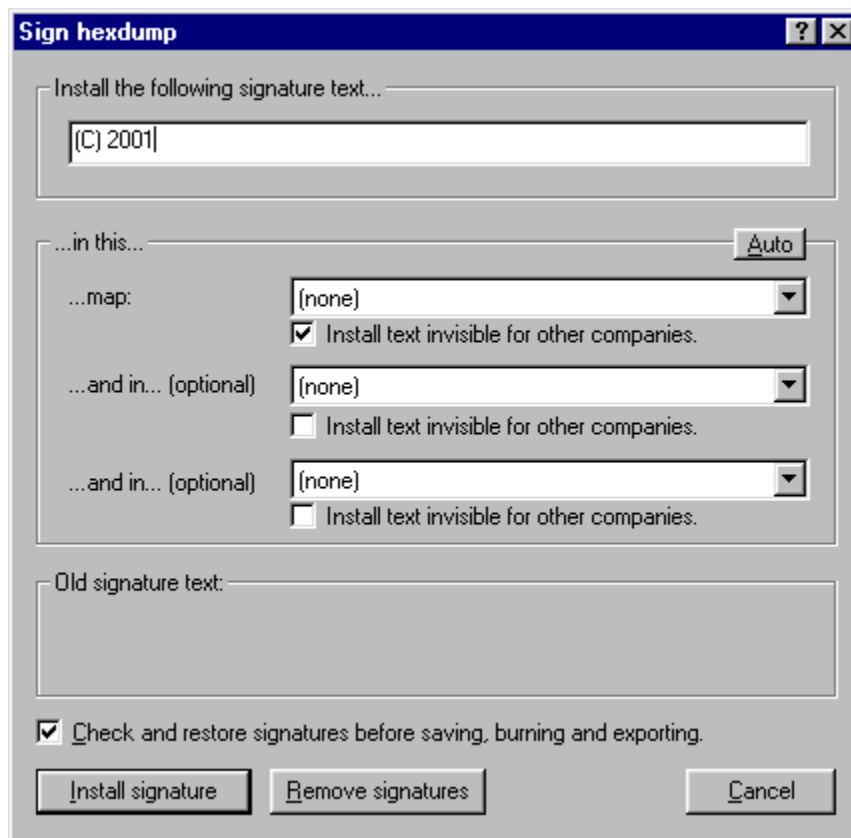 Sign hexdump
Install the following signature text...
(C) 2001
...in this...
Auto
...map:
(none)
Install text invisible for other companies.
...and in... (optional)
(none)
Install text invisible for other companies.
...and in... (optional)
(none)
Install text invisible for other companies.
Old signature text:
Check and restore signatures before saving, burning and exporting.
Install signature
Remove signatures
Cancel